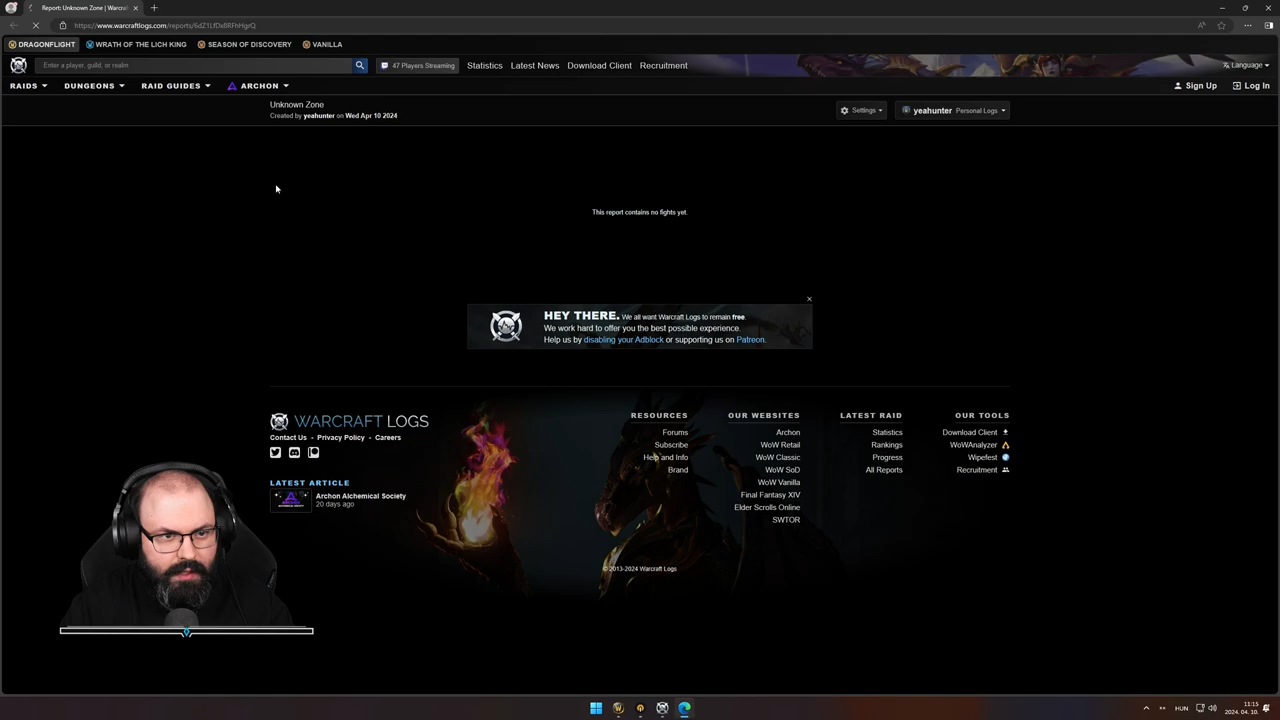 Report: Unknown Zone | Warcraf
https://www.warcraftlogs.com/reports/6dZ1LfDx8RFhHgrQ
DRAGONFLIGHT WRATH OF THE LICH KING SEASON OF DISCOVERY VANILLA
Enter a player, guild, or realm 47 Players Streaming Statistics Latest News Download Client Recruitment Language
RAIDS DUNGEONS RAID GUIDES ARCHON Sign Up Log In
Unknown Zone
Created by yeahunter on Wed Apr 10 2024
Settings yeahunter Personal Logs
This report contains no fights yet.
HEY THERE. We all want Warcraft Logs to remain free.
We work hard to offer you the best possible experience.
Help us by disabling your Adblock or supporting us on Patreon.
WARCRAFT LOGS
Contact Us • Privacy Policy • Careers
LATEST ARTICLE
Archon Alchemical Society
20 days ago
RESOURCES
Forums
Subscribe
Help and Info
Brand
OUR WEBSITES
Archon
WoW Retail
WoW Classic
WoW SoD
WoW Vanilla
Final Fantasy XIV
Elder Scrolls Online
SWTOR
LATEST RAID
Statistics
Rankings
Progress
All Reports
OUR TOOLS
Download Client
WoWAnalyzer
Wipefest
Recruitment
© 2013-2024 Warcraft Logs
HUN
11:15
2024. 04. 10.